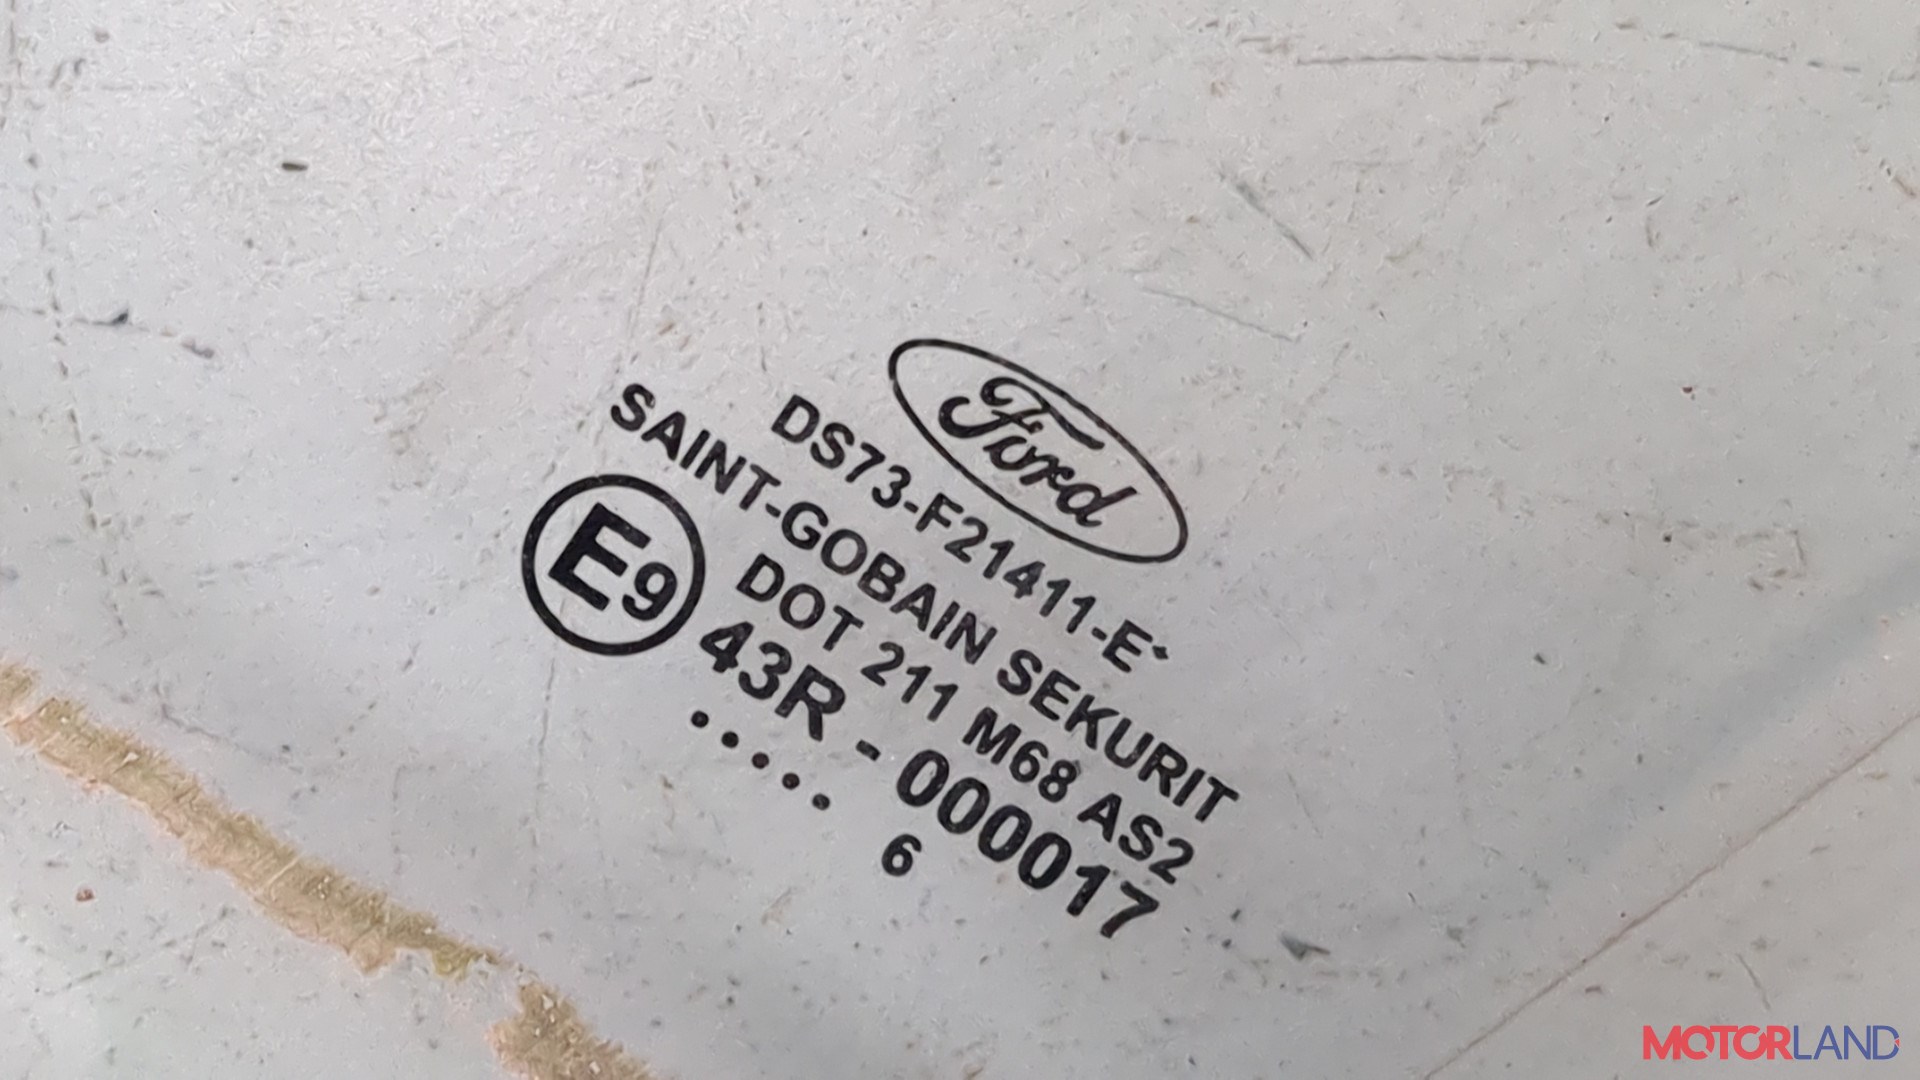 Ford
DS73-F21411-E*
SAINT-GOBAIN SEKURIT
E9
DOT 211 M68 AS2
43R - 000017
.....
6
MOTORLAND